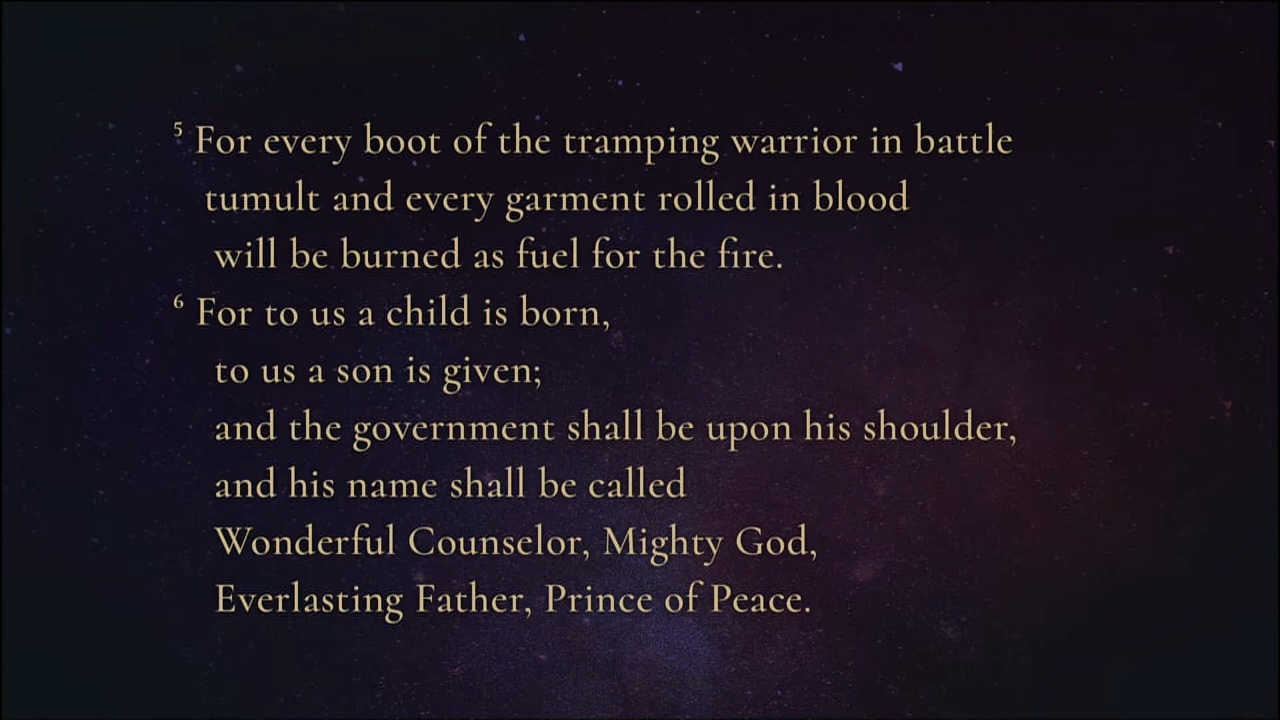 ⁵ For every boot of the tramping warrior in battle
tumult and every garment rolled in blood
will be burned as fuel for the fire.
⁶ For to us a child is born,
to us a son is given;
and the government shall be upon his shoulder,
and his name shall be called
Wonderful Counselor, Mighty God,
Everlasting Father, Prince of Peace.